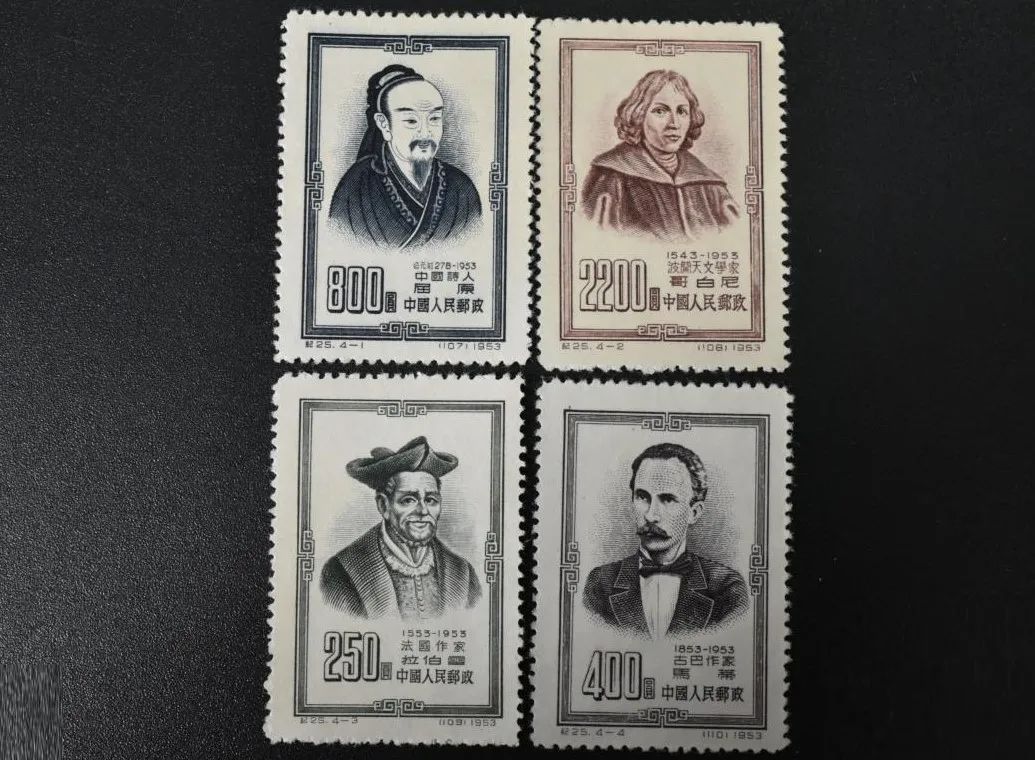 公元前278-1953
中國詩人
屈原
800圓 中國人民郵政
紀25. 4-1 (107) 1953
1543-1953
波蘭天文學家
哥白尼
2200圓 中國人民郵政
紀25. 4-2 (108) 1953
1553-1953
法國作家
拉伯雷
250圓 中國人民郵政
紀25. 4-3 (109) 1953
1853-1953
古巴作家
馬蒂
400圓 中國人民郵政
紀25. 4-4 (110) 1953